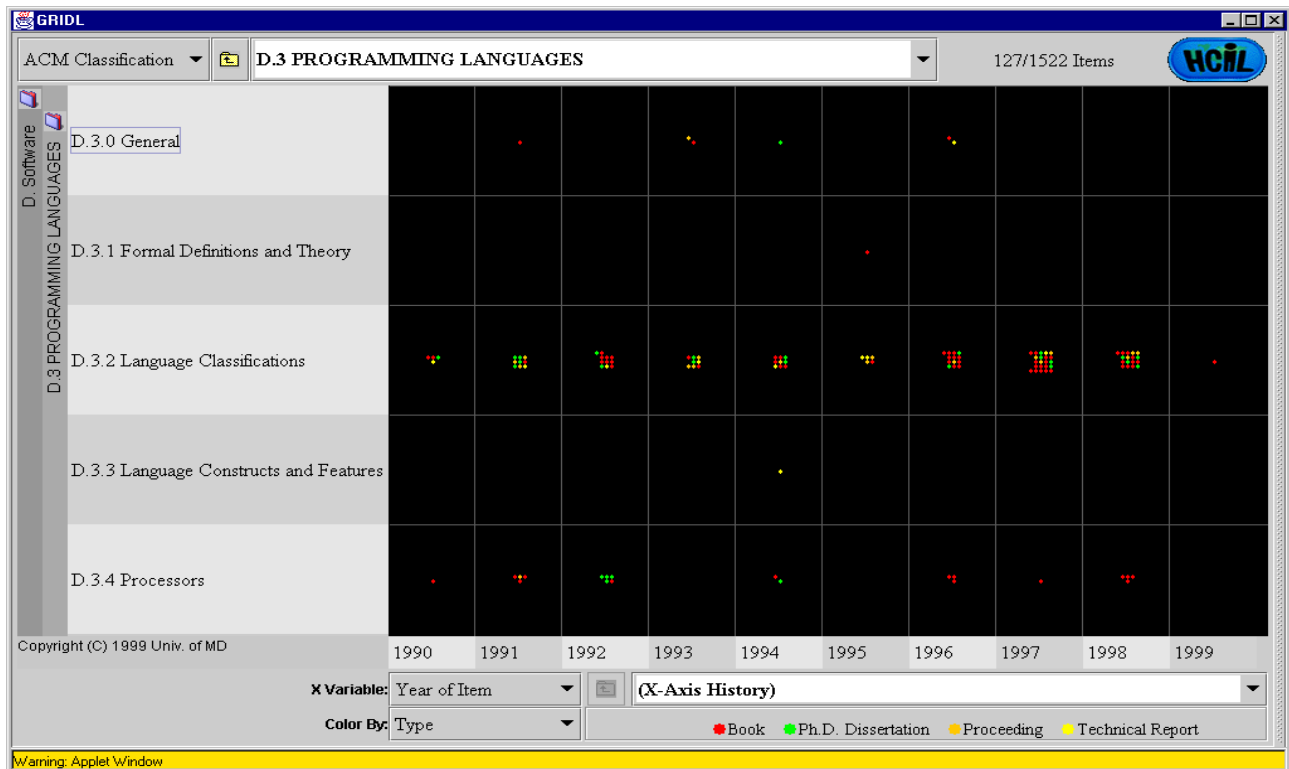 GRIDL
ACM Classification
D.3 PROGRAMMING LANGUAGES
127/1522 Items
HCIL
D. Software
D.3 PROGRAMMING LANGUAGES
D.3.0 General
D.3.1 Formal Definitions and Theory
D.3.2 Language Classifications
D.3.3 Language Constructs and Features
D.3.4 Processors
Copyright (C) 1999 Univ. of MD
1990 1991 1992 1993 1994 1995 1996 1997 1998 1999
X Variable: Year of Item (X-Axis History)
Color By: Type Book Ph.D. Dissertation Proceeding Technical Report
Warning: Applet Window